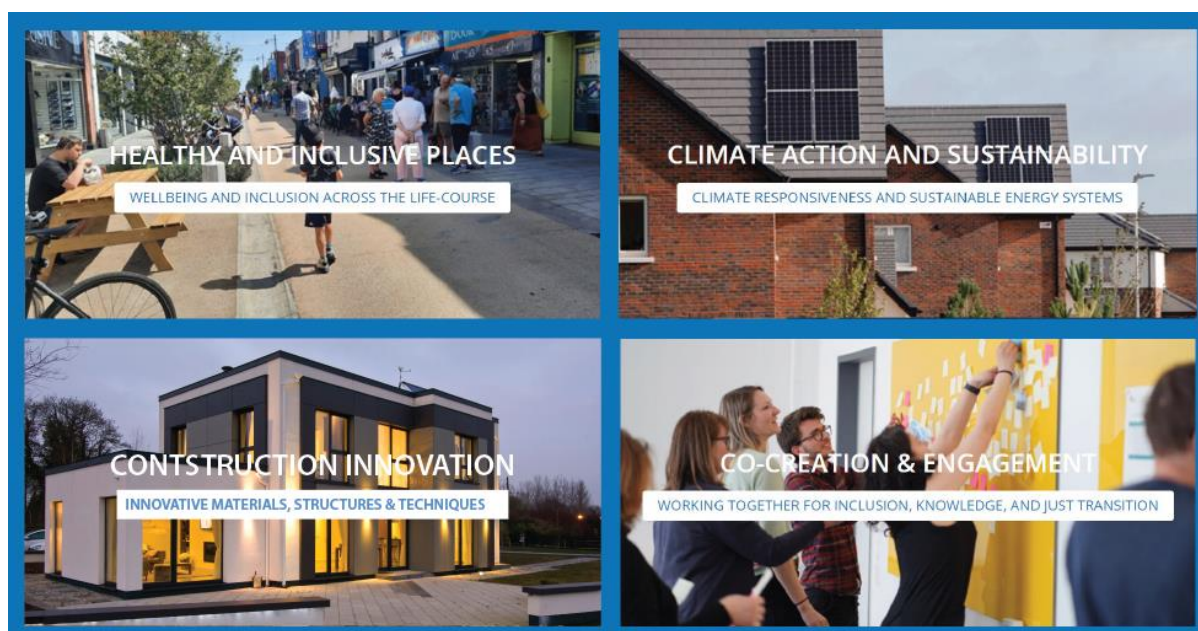 HEALTHY AND INCLUSIVE PLACES
WELLBEING AND INCLUSION ACROSS THE LIFE-COURSE
CLIMATE ACTION AND SUSTAINABILITY
CLIMATE RESPONSIVENESS AND SUSTAINABLE ENERGY SYSTEMS
CONTSTRUCTION INNOVATION
INNOVATIVE MATERIALS, STRUCTURES & TECHNIQUES
CO-CREATION & ENGAGEMENT
WORKING TOGETHER FOR INCLUSION, KNOWLEDGE, AND JUST TRANSITION